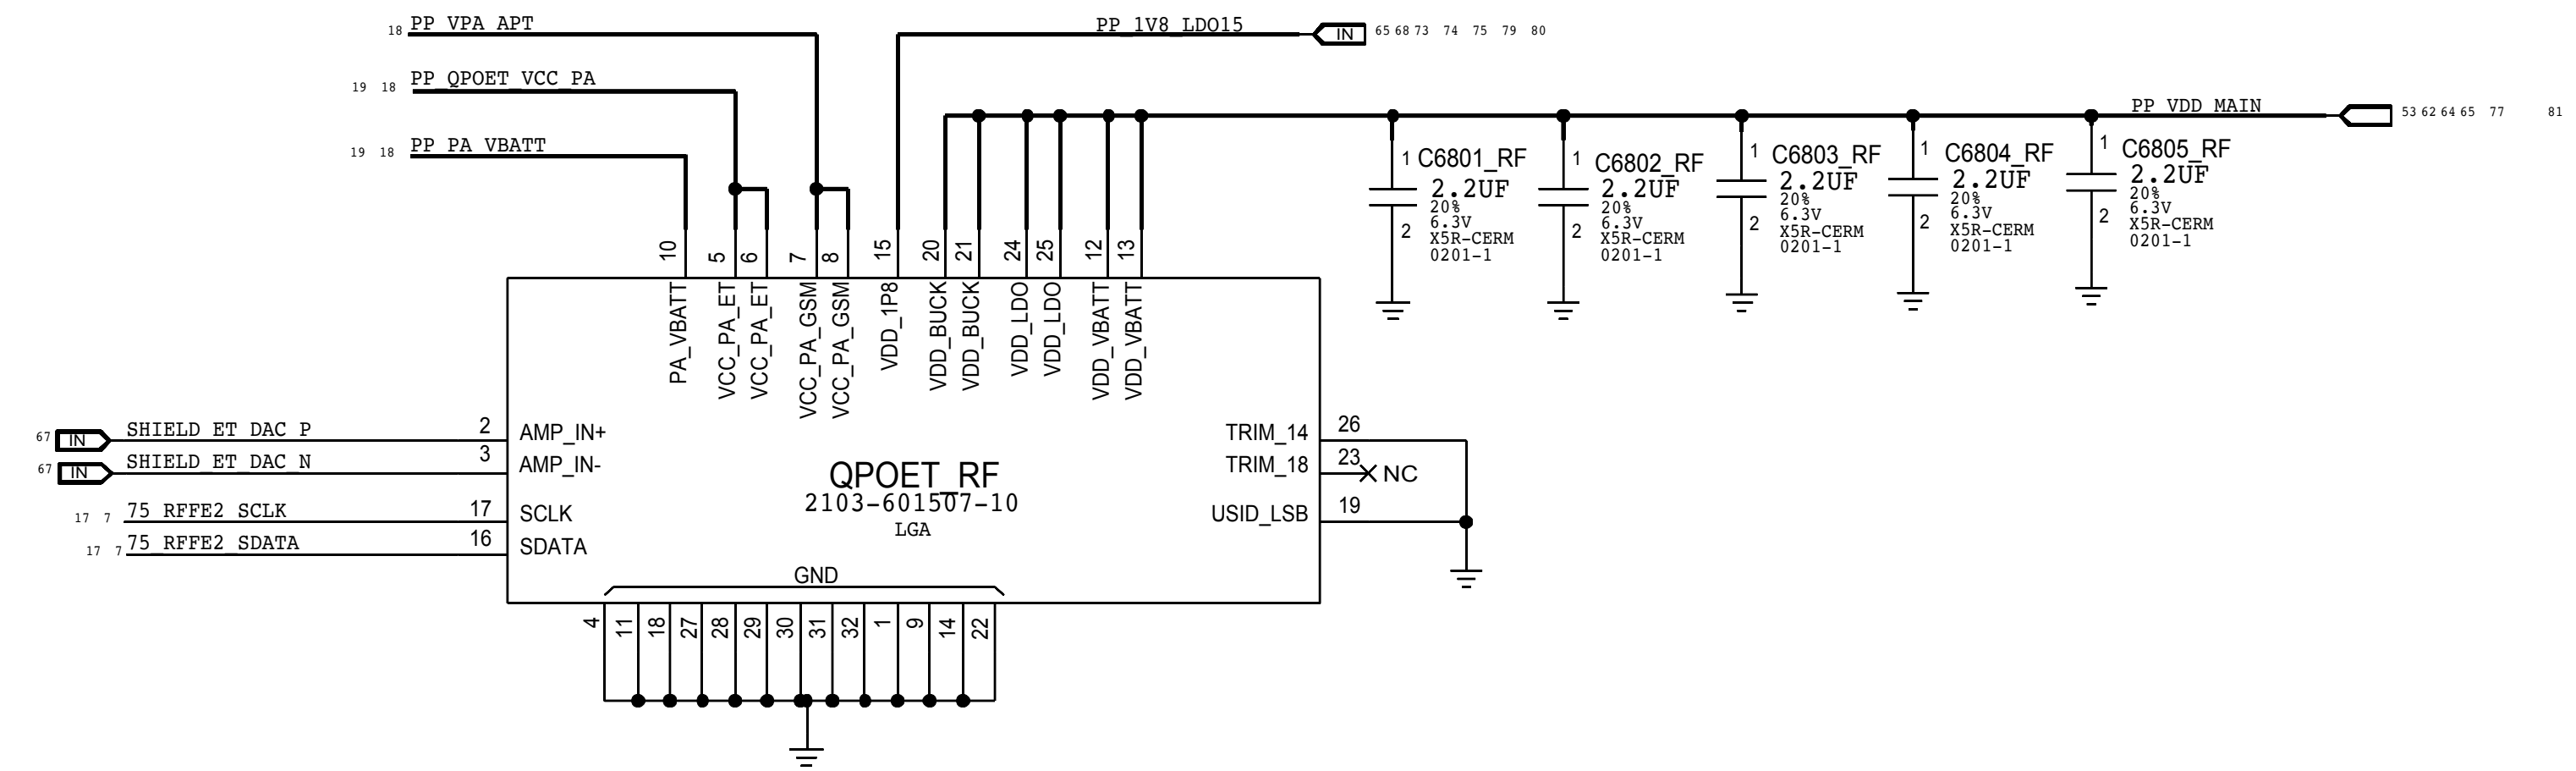 18 PP_VPA_APT
PP_1V8_LDO15 IN 65 68 73 74 75 79 80
19 18 PP_QPOET_VCC_PA
PP_VDD_MAIN 53 62 64 65 77 81
19 18 PP_PA_VBATT
1 C6801_RF
2.2UF
20%
6.3V
2 X5R-CERM
0201-1
1 C6802_RF
2.2UF
20%
6.3V
2 X5R-CERM
0201-1
1 C6803_RF
2.2UF
20%
6.3V
2 X5R-CERM
0201-1
1 C6804_RF
2.2UF
20%
6.3V
2 X5R-CERM
0201-1
1 C6805_RF
2.2UF
20%
6.3V
2 X5R-CERM
0201-1
10 PA_VBATT
5 VCC_PA_ET
6 VCC_PA_ET
7 VCC_PA_GSM
8 VCC_PA_GSM
15 VDD_1P8
20 VDD_BUCK
21 VDD_BUCK
24 VDD_LDO
25 VDD_LDO
12 VDD_VBATT
13 VDD_VBATT
67 IN SHIELD_ET_DAC_P 2 AMP_IN+
67 IN SHIELD_ET_DAC_N 3 AMP_IN-
17 7 75_RFFE2_SCLK 17 SCLK
17 7 75_RFFE2_SDATA 16 SDATA
QPOET_RF
2103-601507-10
LGA
TRIM_14 26
TRIM_18 23 NC
USID_LSB 19
GND
4 11 18 27 28 29 30 31 32 1 9 14 22